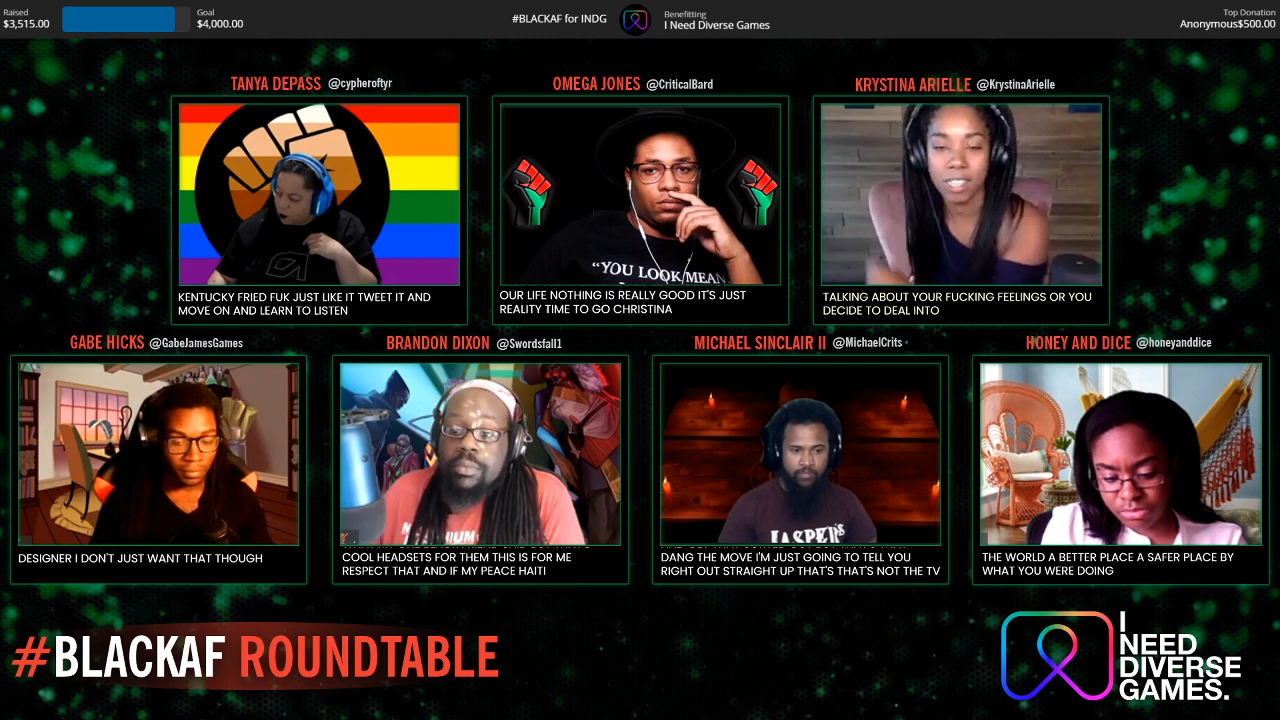 Raised
$3,515.00
Goal
$4,000.00
#BLACKAF for INDG
Benefitting
I Need Diverse Games
Top Donation
Anonymous$500.00
TANYA DEPASS @cypheroftyr
OMEGA JONES @CriticalBard
KRYSTINA ARIELLE @KrystinaArielle
"YOU LOOK MEAN
KENTUCKY FRIED FUK JUST LIKE IT TWEET IT AND
MOVE ON AND LEARN TO LISTEN
OUR LIFE NOTHING IS REALLY GOOD IT'S JUST
REALITY TIME TO GO CHRISTINA
TALKING ABOUT YOUR FUCKING FEELINGS OR YOU
DECIDE TO DEAL INTO
GABE HICKS @GabeJamesGames
BRANDON DIXON @Swordsfall1
MICHAEL SINCLAIR II @MichaelCrits
HONEY AND DICE @honeyanddice
JASPER'S
DESIGNER I DON'T JUST WANT THAT THOUGH
COOL HEADSETS FOR THEM THIS IS FOR ME
RESPECT THAT AND IF MY PEACE HAITI
DANG THE MOVE I'M JUST GOING TO TELL YOU
RIGHT OUT STRAIGHT UP THAT'S THAT'S NOT THE TV
THE WORLD A BETTER PLACE A SAFER PLACE BY
WHAT YOU WERE DOING
#BLACKAF ROUNDTABLE
I
NEED
DIVERSE
GAMES.